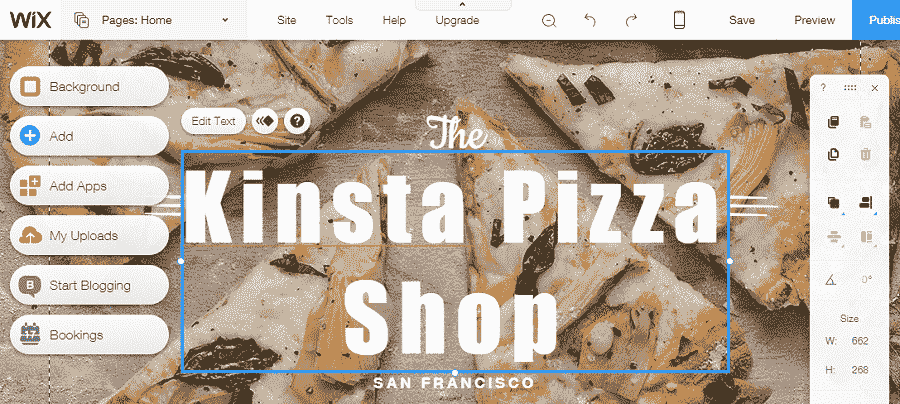 WiX Pages: Home Site Tools Help Upgrade Save Preview Publis
Background
Add
Add Apps
My Uploads
B Start Blogging
17 Bookings
Edit Text ?
The
Kinsta Pizza
Shop
SAN FRANCISCO
? ×
0°
Size
W: 662
H: 268